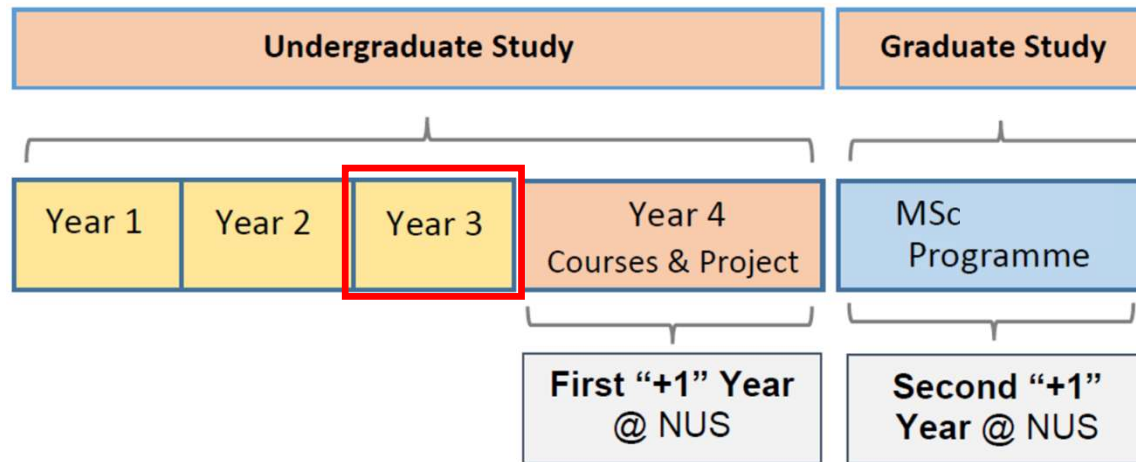 Undergraduate Study
Graduate Study
Year 1
Year 2
Year 3
Year 4
Courses & Project
MSc
Programme
First “+1” Year
@ NUS
Second “+1”
Year @ NUS